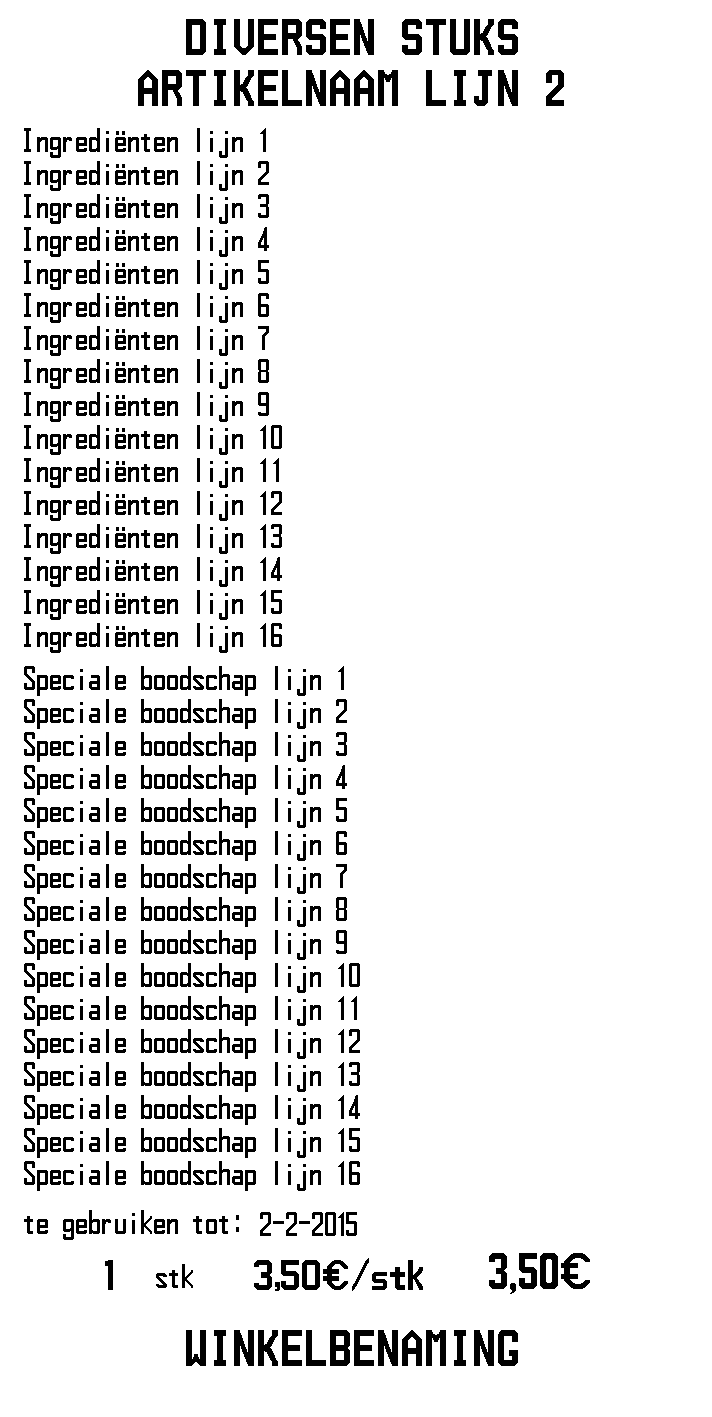 DIVERSEN STUKS
ARTIKELNAAM LIJN 2
Ingrediënten lijn 1
Ingrediënten lijn 2
Ingrediënten lijn 3
Ingrediënten lijn 4
Ingrediënten lijn 5
Ingrediënten lijn 6
Ingrediënten lijn 7
Ingrediënten lijn 8
Ingrediënten lijn 9
Ingrediënten lijn 10
Ingrediënten lijn 11
Ingrediënten lijn 12
Ingrediënten lijn 13
Ingrediënten lijn 14
Ingrediënten lijn 15
Ingrediënten lijn 16
Speciale boodschap lijn 1
Speciale boodschap lijn 2
Speciale boodschap lijn 3
Speciale boodschap lijn 4
Speciale boodschap lijn 5
Speciale boodschap lijn 6
Speciale boodschap lijn 7
Speciale boodschap lijn 8
Speciale boodschap lijn 9
Speciale boodschap lijn 10
Speciale boodschap lijn 11
Speciale boodschap lijn 12
Speciale boodschap lijn 13
Speciale boodschap lijn 14
Speciale boodschap lijn 15
Speciale boodschap lijn 16
te gebruiken tot: 2-2-2015
1 stk 3,50€/stk 3,50€
WINKELBENAMING